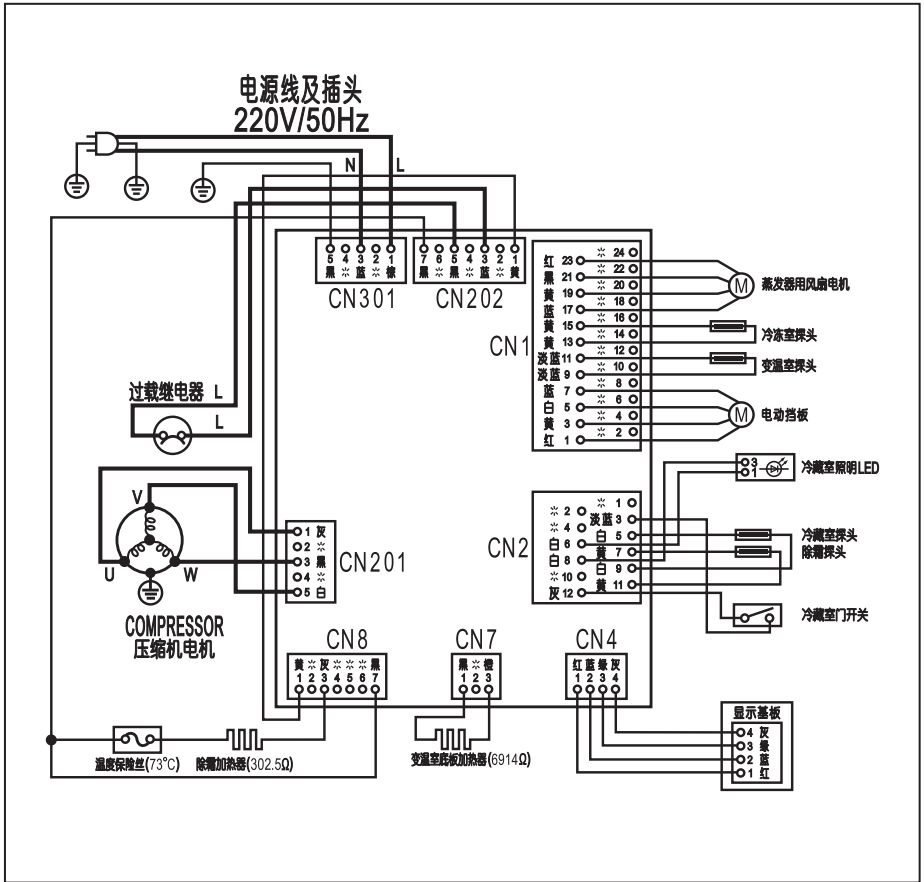 电源线及插头
220V/50Hz
N L
5 4 3 2 1
黑 ※ 蓝 ※ 棕
CN301
7 6 5 4 3 2 1
黑 ※ 黑 ※ 蓝 ※ 黄
CN202
CN1
※ 24
红 23
※ 22
黑 21
※ 20
黄 19
※ 18
蓝 17
※ 16
黄 15
※ 14
黄 13
※ 12
淡蓝 11
※ 10
淡蓝 9
※ 8
蓝 7
※ 6
白 5
※ 4
黄 3
※ 2
红 1
M 蒸发器用风扇电机
冷冻室探头
变温室探头
M 电动挡板
过载继电器 L
L
3
1
冷藏室照明LED
CN2
※ 1
※ 2
淡蓝 3
※ 4
白 5
白 6
黄 7
白 8
白 9
※ 10
黄 11
灰 12
冷藏室探头
除霜探头
冷藏室门开关
V
U W
COMPRESSOR
压缩机电机
1 灰
2 ※
3 黑
4 ※
5 白
CN201
CN8
黄 ※ 灰 ※ ※ ※ 黑
1 2 3 4 5 6 7
CN7
黑 ※ 橙
1 2 3
CN4
红 蓝 绿 灰
1 2 3 4
显示基板
4 灰
3 绿
2 蓝
1 红
温度保险丝(73°C)
除霜加热器(302.5Ω)
变温室底板加热器(6914Ω)